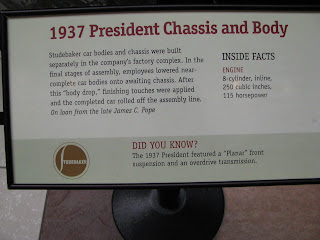 1937 President Chassis and Body
Studebaker car bodies and chassis were built
separately in the company's factory complex. In the
final stages of assembly, employees lowered near-
complete car bodies onto awaiting chassis. After
this "body drop," finishing touches were applied
and the completed car rolled off the assembly line.
On loan from the late James C. Pope
INSIDE FACTS
ENGINE
8-cylinder, inline,
250 cubic inches,
115 horsepower
STUDEBAKER
DID YOU KNOW?
The 1937 President featured a "Planar" front
suspension and an overdrive transmission.